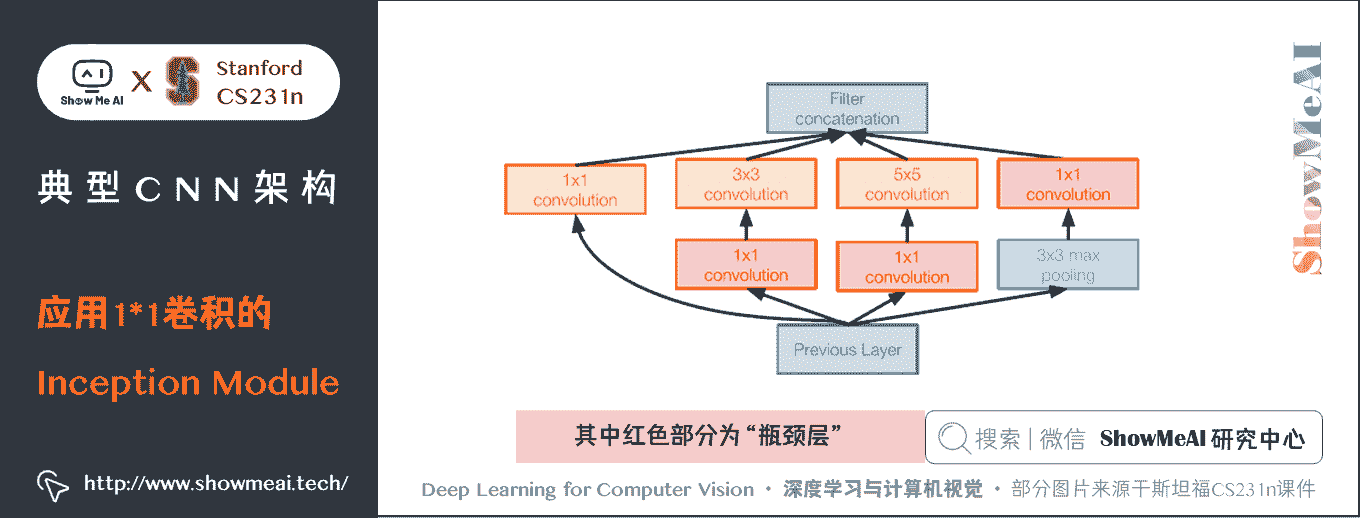 Show Me AI
X
Stanford
CS231n
典型CNN架构
应用1*1卷积的
Inception Module
http://www.showmeai.tech/
Filter
concatenation
1x1
convolution
3x3
convolution
5x5
convolution
1x1
convolution
1x1
convolution
1x1
convolution
3x3 max
pooling
Previous Layer
其中红色部分为“瓶颈层”
搜索 | 微信 ShowMeAI 研究中心
Deep Learning for Computer Vision · 深度学习与计算机视觉 · 部分图片来源于斯坦福CS231n课件
ShowMeAI